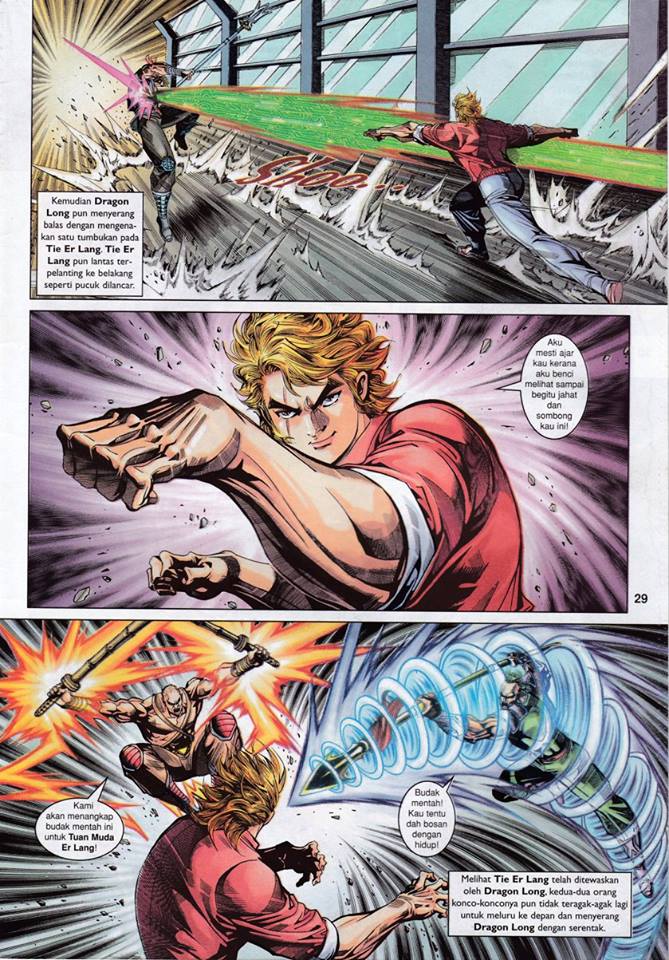 Kemudian Dragon
Long pun menyerang
balas dengan mengena-
kan satu tumbukan pada
Tie Er Lang. Tie Er
Lang pun lantas ter-
pelanting ke belakang
seperti pucuk dilancar.
Shoo...
Aku
mesti ajar
kau kerana
aku benci
melihat sampai
begitu jahat
dan
sombong
kau ini!
29
Kami
akan menangkap
budak mentah ini
untuk Tuan Muda
Er Lang!
Budak
mentah!
Kau tentu
dah bosan
dengan
hidup!
Melihat Tie Er Lang telah ditewaskan
oleh Dragon Long, kedua-dua orang
konco-konconya pun tidak teragak-agak lagi
untuk meluru ke depan dan menyerang
Dragon Long dengan serentak.